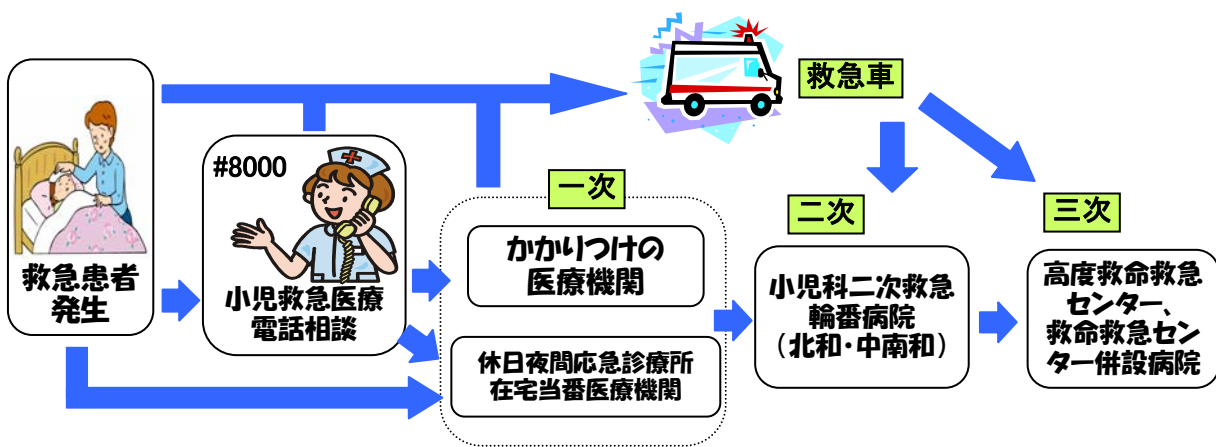 救急車
救急患者
発生
#8000
小児救急医療
電話相談
一次
かかりつけの
医療機関
休日夜間応急診療所
在宅当番医療機関
二次
小児科二次救急
輪番病院
（北和・中南和）
三次
高度救命救急
センター、
救命救急セン
ター併設病院